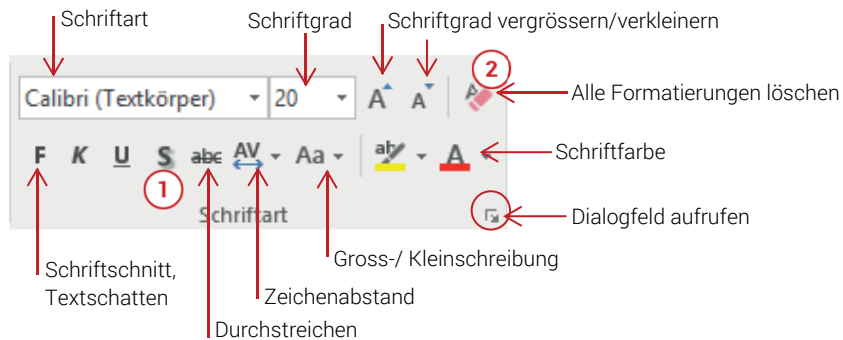 Schriftart
Schriftgrad
Schriftgrad vergrössern/verkleinern
2
Calibri (Textkörper)
20
A
A
A
Alle Formatierungen löschen
F
K
U
S
abc
AV
Aa
ab
A
Schriftfarbe
1
Schriftart
Dialogfeld aufrufen
Gross-/ Kleinschreibung
Schriftschnitt,
Textschatten
Zeichenabstand
Durchstreichen